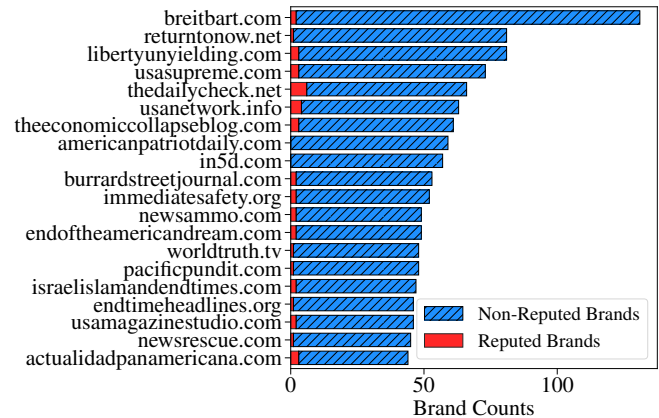 breitbart.com
returntonow.net
libertyunyielding.com
usasupreme.com
thedailycheck.net
usanetwork.info
theeconomiccollapseblog.com
americanpatriotdaily.com
in5d.com
burrardstreetjournal.com
immediatesafety.org
newsammo.com
endoftheamericandream.com
worldtruth.tv
pacificpundit.com
israelislamandendtimes.com
endtimeheadlines.org
usamagazinestudio.com
newsrescue.com
actualidadpanamericana.com
Non-Reputed Brands
Reputed Brands
0 50 100
Brand Counts